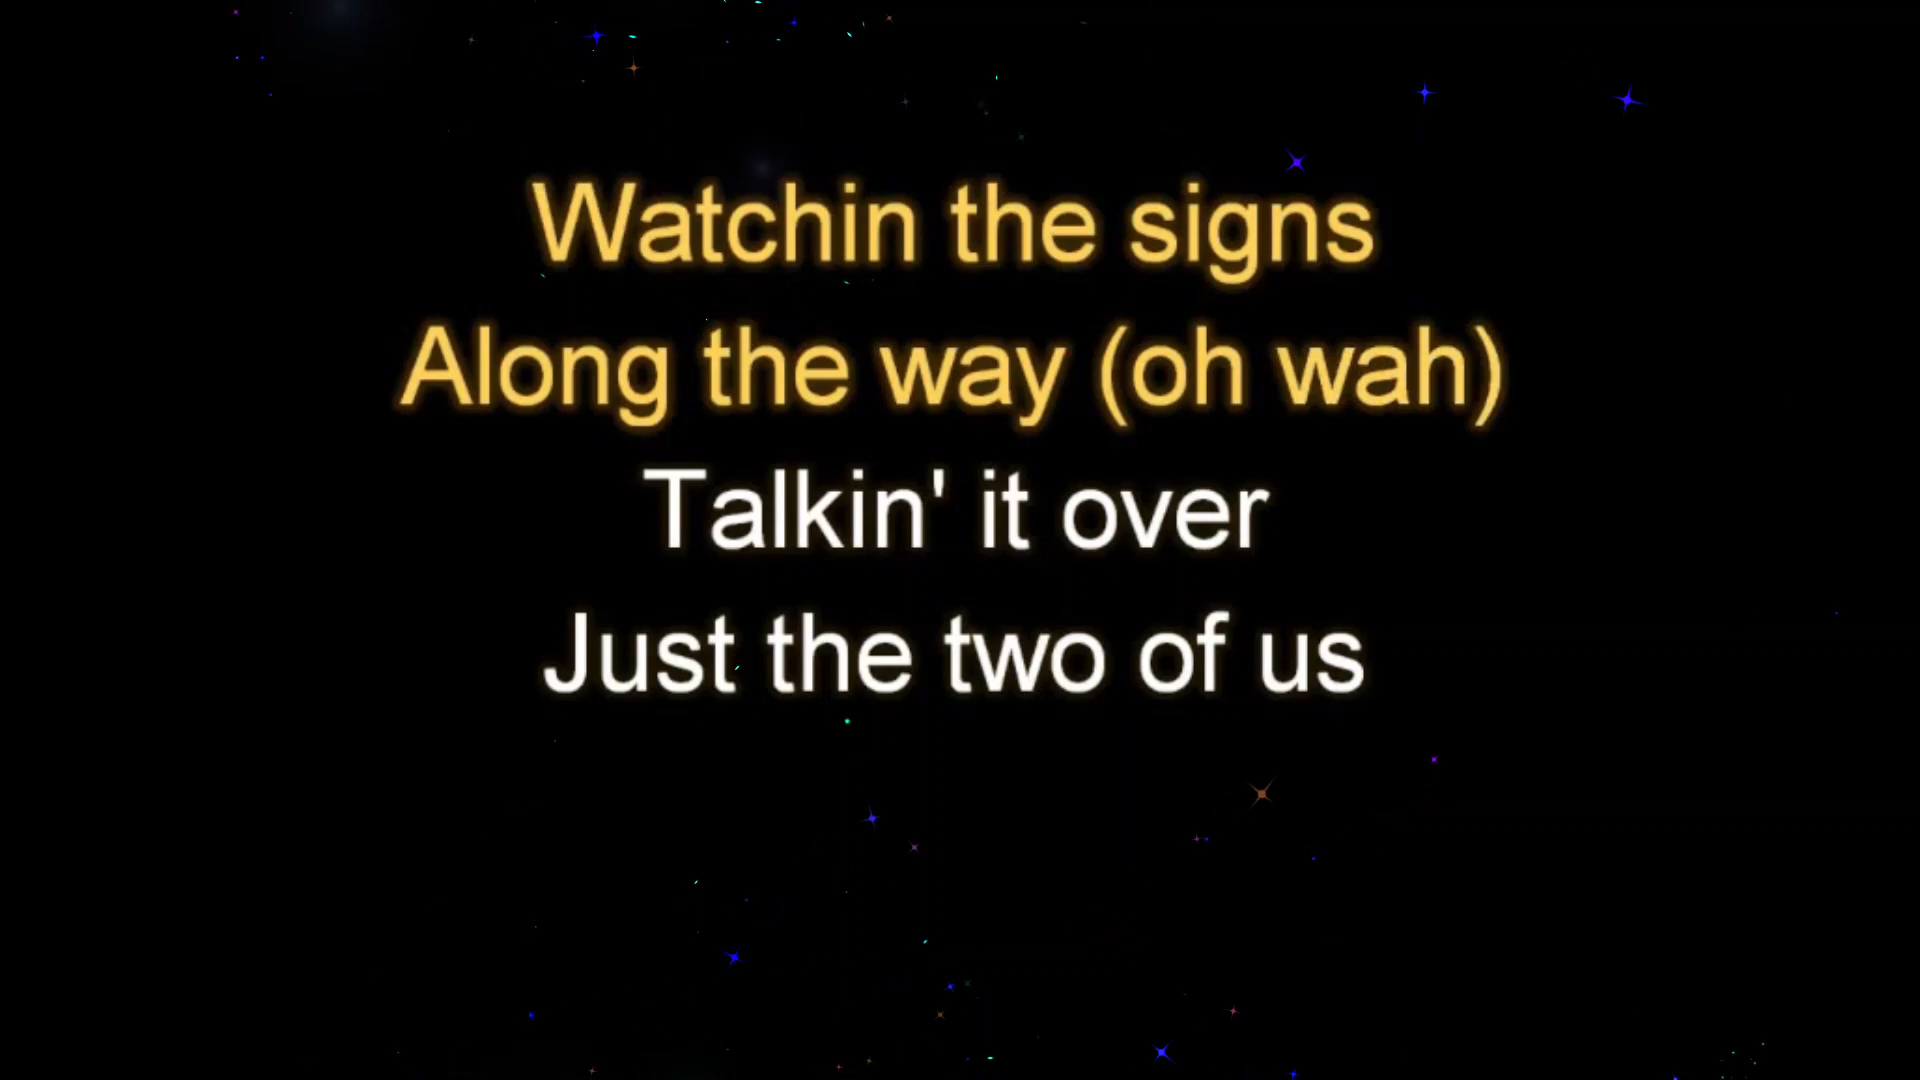 Watchin the signs
Along the way (oh wah)
Talkin' it over
Just the two of us